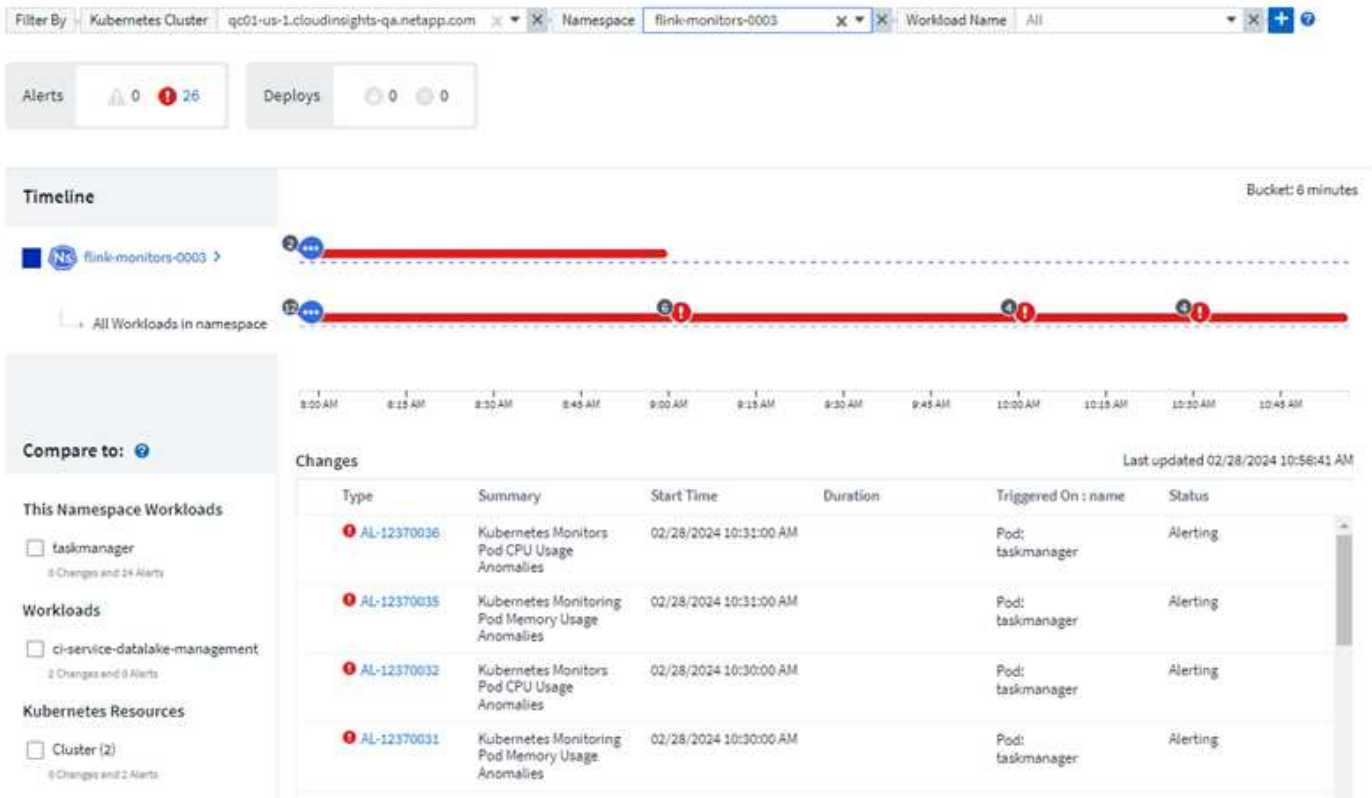 Filter By Kubernetes Cluster qc01-us-1.cloudinsights-qa.netapp.com Namespace flink-monitors-0003 Workload Name All
Alerts 0 26 Deploys 0 0
Timeline
Bucket: 6 minutes
Ns flink-monitors-0003
2
All Workloads in namespace
12 6 4 4
8:00 AM 8:15 AM 8:30 AM 8:45 AM 9:00 AM 9:15 AM 9:30 AM 9:45 AM 10:00 AM 10:15 AM 10:30 AM 10:45 AM
Compare to:
Changes
Last updated 02/28/2024 10:56:41 AM
This Namespace Workloads
taskmanager
0 Changes and 24 Alerts
Workloads
ci-service-datalake-management
2 Changes and 0 Alerts
Kubernetes Resources
Cluster (2)
0 Changes and 2 Alerts
Type Summary Start Time Duration Triggered On : name Status
AL-12370036 Kubernetes Monitors 02/28/2024 10:31:00 AM Pod: Alerting
Pod CPU Usage taskmanager
Anomalies
AL-12370035 Kubernetes Monitoring 02/28/2024 10:31:00 AM Pod: Alerting
Pod Memory Usage taskmanager
Anomalies
AL-12370032 Kubernetes Monitors 02/28/2024 10:30:00 AM Pod: Alerting
Pod CPU Usage taskmanager
Anomalies
AL-12370031 Kubernetes Monitoring 02/28/2024 10:30:00 AM Pod: Alerting
Pod Memory Usage taskmanager
Anomalies